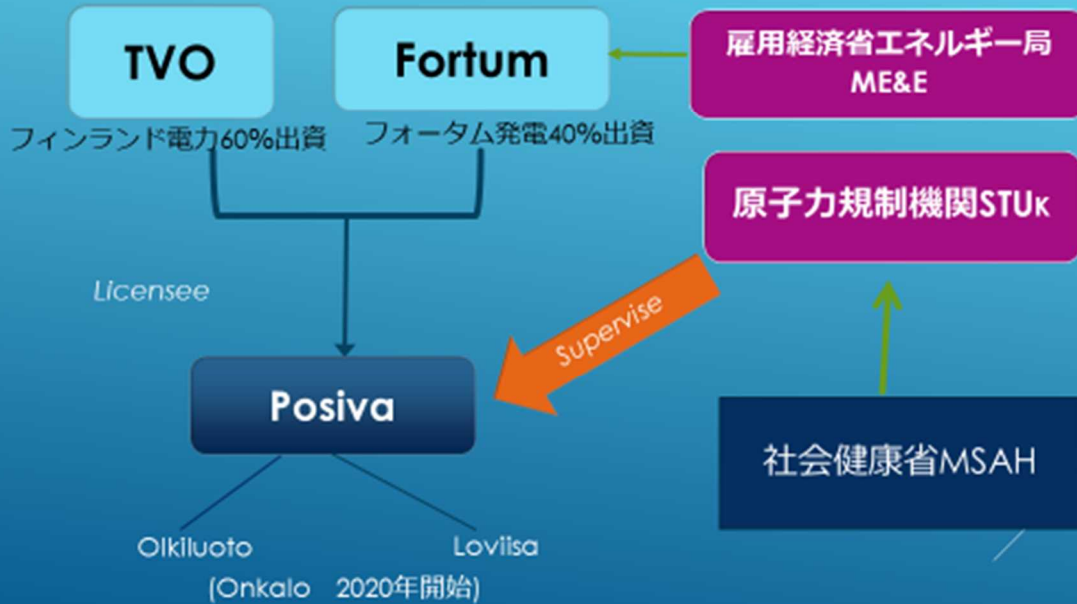 TVO
Fortum
雇用経済省エネルギー局
ME&E
フィンランド電力60%出資
フォータム発電40%出資
原子力規制機関STUK
Licensee
Supervise
Posiva
社会健康省MSAH
Olkiluoto
Loviisa
(Onkalo 2020年開始)